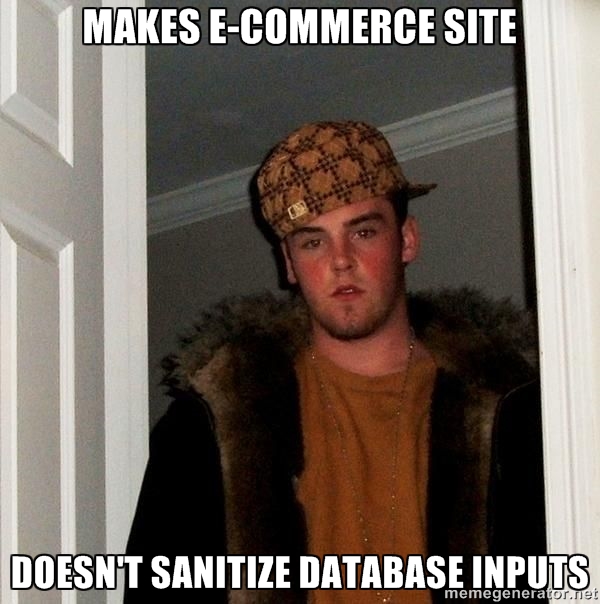 MAKES E-COMMERCE SITE
DOESN'T SANITIZE DATABASE INPUTS
memegenerator.net